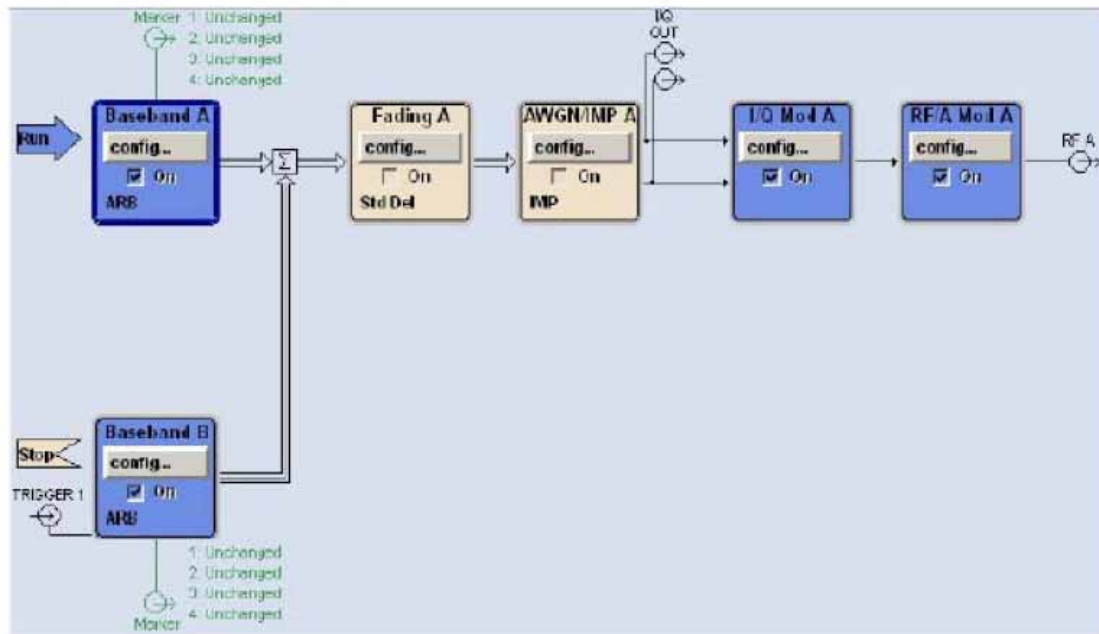 Marker 1: Unchanged
2: Unchanged
3: Unchanged
4: Unchanged
I/Q
OUT
Run
Baseband A
config...
On
ARB
Σ
Fading A
config...
On
Std Del
AWGN/IMP A
config...
On
IMP
I/Q Mod A
config...
On
RF/A Mod A
config...
On
RF A
Stop
TRIGGER 1
Baseband B
config...
On
ARB
1: Unchanged
2: Unchanged
3: Unchanged
4: Unchanged
Marker